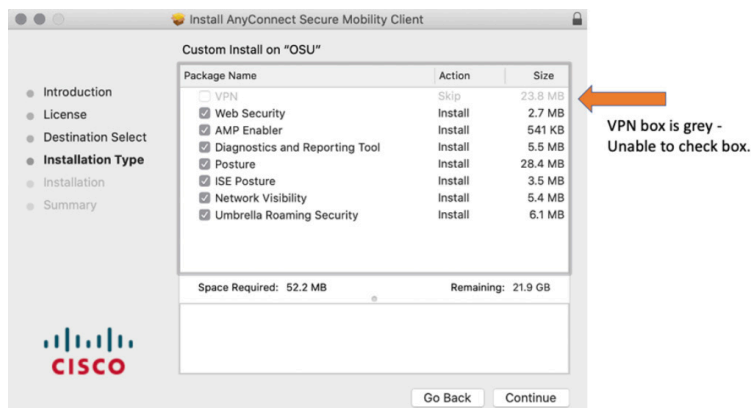 Install AnyConnect Secure Mobility Client
Custom Install on “OSU”
Introduction
License
Destination Select
Installation Type
Installation
Summary
Package Name Action Size
VPN Skip 23.8 MB
Web Security Install 2.7 MB
AMP Enabler Install 541 KB
Diagnostics and Reporting Tool Install 5.5 MB
Posture Install 28.4 MB
ISE Posture Install 3.5 MB
Network Visibility Install 5.4 MB
Umbrella Roaming Security Install 6.1 MB
Space Required: 52.2 MB Remaining: 21.9 GB
VPN box is grey -
Unable to check box.
CISCO
Go Back Continue